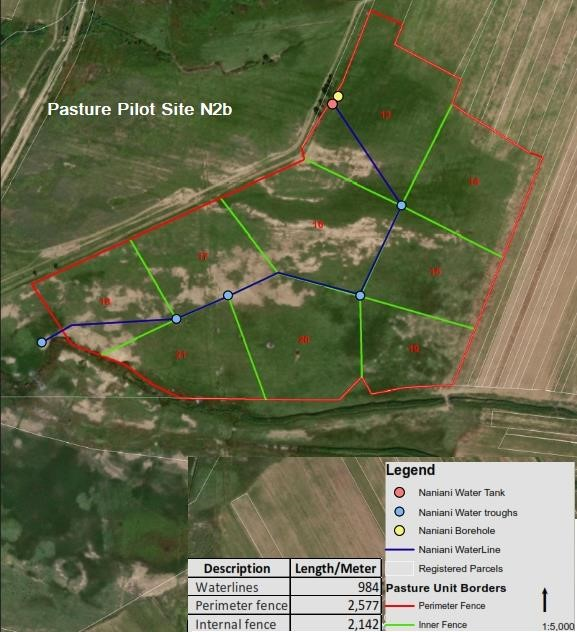 Pasture Pilot Site N2b
13
14
16
15
17
18
20
19
21
Legend
Naniani Water Tank
Naniani Water troughs
Naniani Borehole
Naniani WaterLine
Registered Parcels
Pasture Unit Borders
Perimeter Fence
Inner Fence
1:5,000
Description Length/Meter
Waterlines 984
Perimeter fence 2,577
Internal fence 2,142